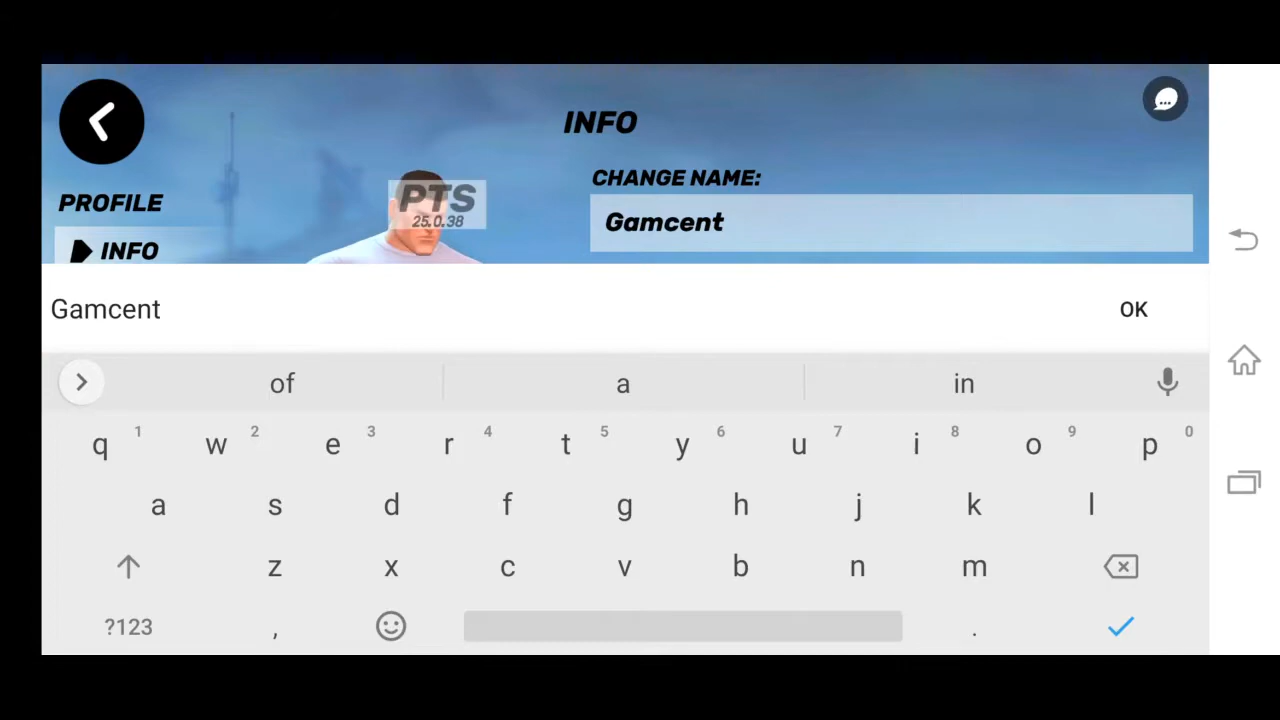 INFO
CHANGE NAME:
PROFILE
PTS
25.0.38
Gamcent
INFO
Gamcent
OK
of a in
q 1 w 2 e 3 r 4 t 5 y 6 u 7 i 8 o 9 p 0
a s d f g h j k l
z x c v b n m
?123 , .